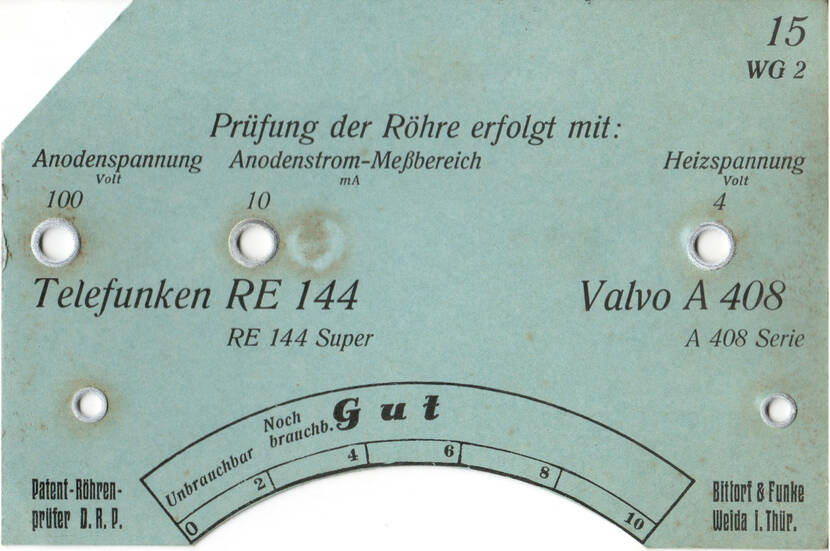 15
WG 2
Prüfung der Röhre erfolgt mit:
Anodenspannung Anodenstrom-Meßbereich Heizspannung
Volt mA Volt
100 10 4
Telefunken RE 144 Valvo A 408
RE 144 Super A 408 Serie
Noch
brauchb. Gut
Unbrauchbar
0 2 4 6 8 10
Patent-Röhren-
prüfer D. R. P.
Bittorf & Funke
Weida i. Thür.